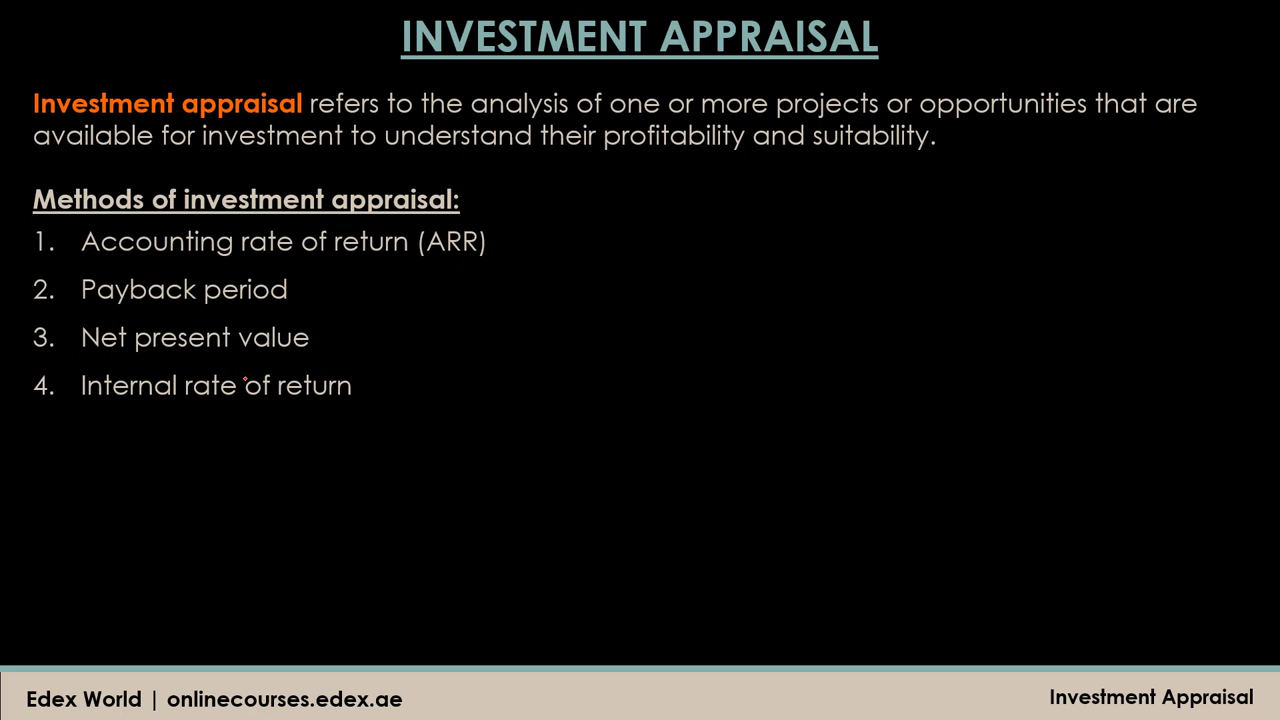 INVESTMENT APPRAISAL
Investment appraisal refers to the analysis of one or more projects or opportunities that are
available for investment to understand their profitability and suitability.
Methods of investment appraisal:
1. Accounting rate of return (ARR)
2. Payback period
3. Net present value
4. Internal rate of return
Edex World | onlinecourses.edex.ae
Investment Appraisal